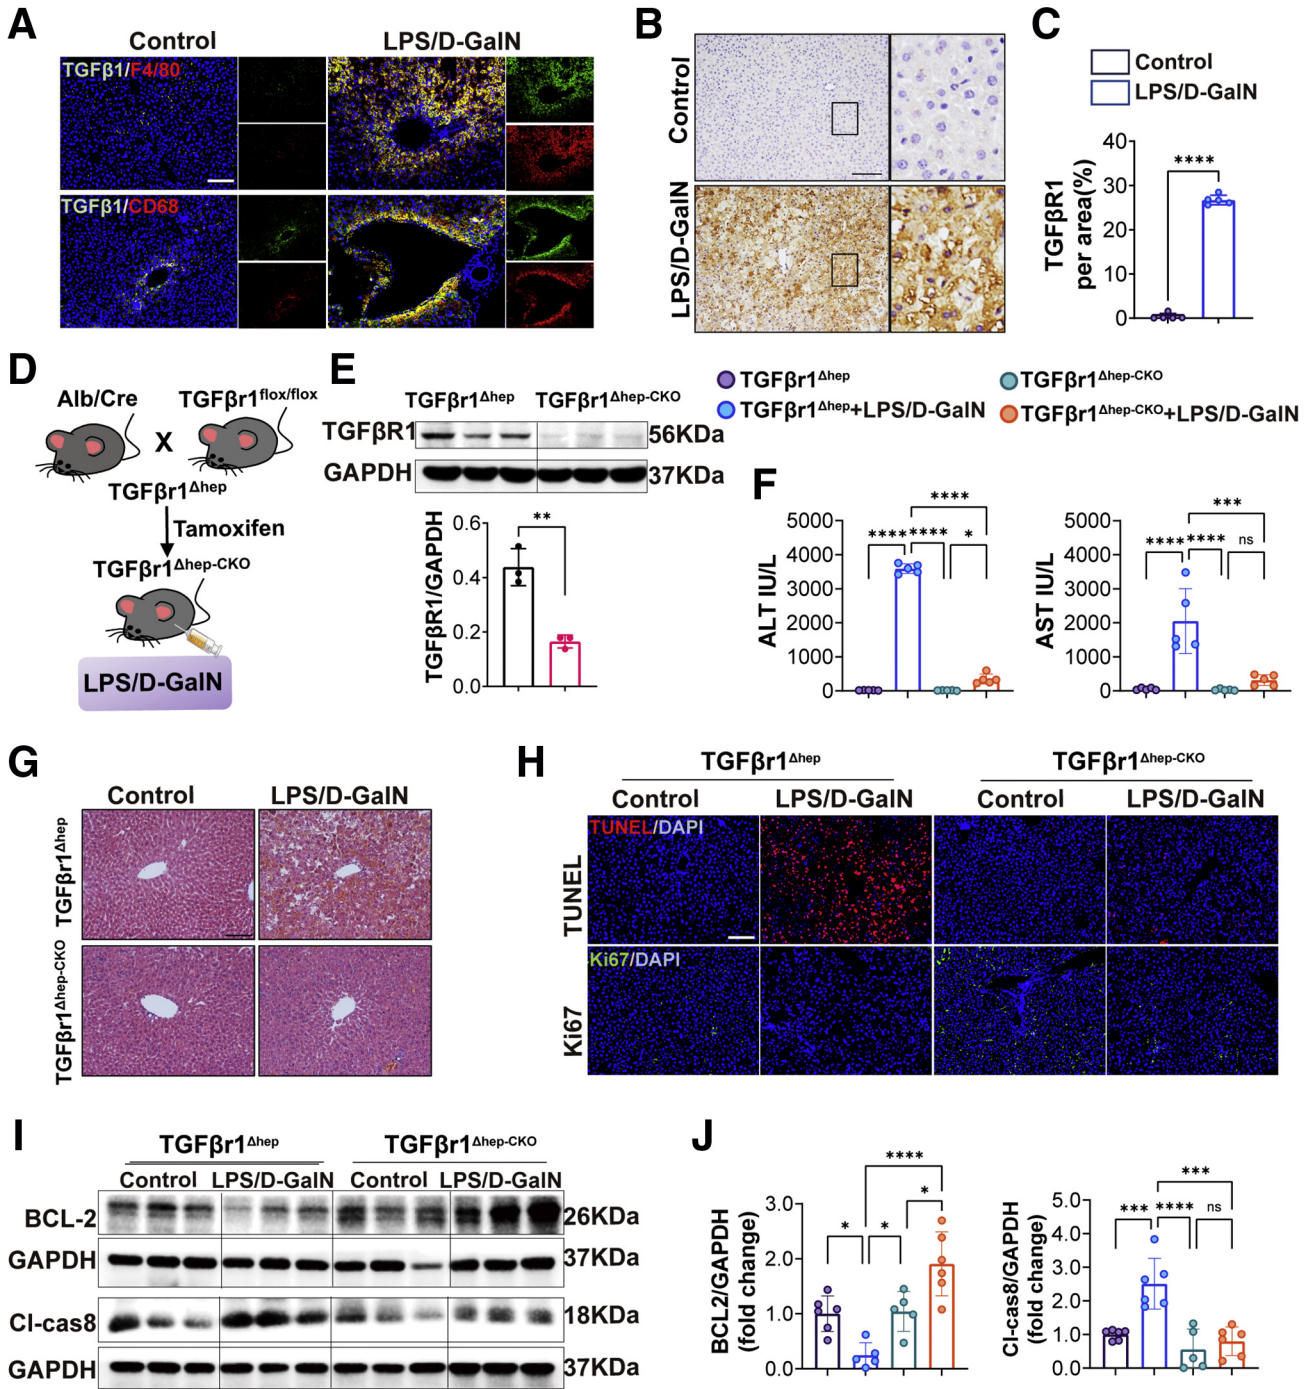 A
Control
LPS/D-GalN
TGFβ1/F4/80
TGFβ1/CD68
B
Control
LPS/D-GalN
C
Control
LPS/D-GalN
TGFβR1
per area(%)
40
30
20
10
0
****
D
Alb/Cre
TGFβr1flox/flox
X
TGFβr1Δhep
Tamoxifen
TGFβr1Δhep-CKO
LPS/D-GalN
E
TGFβr1Δhep
TGFβr1Δhep-CKO
TGFβR1
56KDa
GAPDH
37KDa
TGFβR1/GAPDH
0.6
0.4
0.2
0.0
**
TGFβr1Δhep
TGFβr1Δhep-CKO
TGFβr1Δhep+LPS/D-GalN
TGFβr1Δhep-CKO+LPS/D-GalN
F
ALT IU/L
5000
4000
3000
2000
1000
0
****
**** **** *
AST IU/L
5000
4000
3000
2000
1000
0
***
**** **** ns
G
Control
LPS/D-GalN
TGFβr1Δhep
TGFβr1Δhep-CKO
H
TGFβr1Δhep
TGFβr1Δhep-CKO
Control
LPS/D-GalN
Control
LPS/D-GalN
TUNEL
TUNEL/DAPI
Ki67
Ki67/DAPI
I
TGFβr1Δhep
TGFβr1Δhep-CKO
Control
LPS/D-GalN
Control
LPS/D-GalN
BCL-2
26KDa
GAPDH
37KDa
Cl-cas8
18KDa
GAPDH
37KDa
J
BCL2/GAPDH
(fold change)
3.0
2.0
1.0
0.0
****
*
* *
Cl-cas8/GAPDH
(fold change)
5.0
4.0
3.0
2.0
1.0
0.0
***
*** **** ns